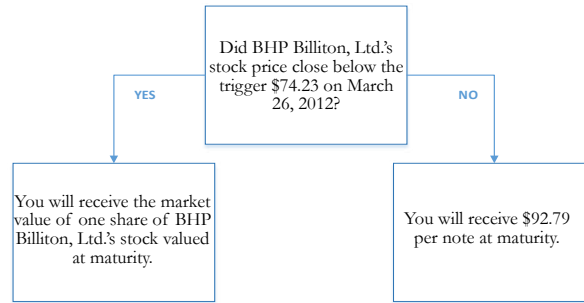 Did BHP Billiton, Ltd.'s
stock price close below the
trigger $74.23 on March
26, 2012?
YES
NO
You will receive the market
value of one share of BHP
Billiton, Ltd.'s stock valued
at maturity.
You will receive $92.79
per note at maturity.